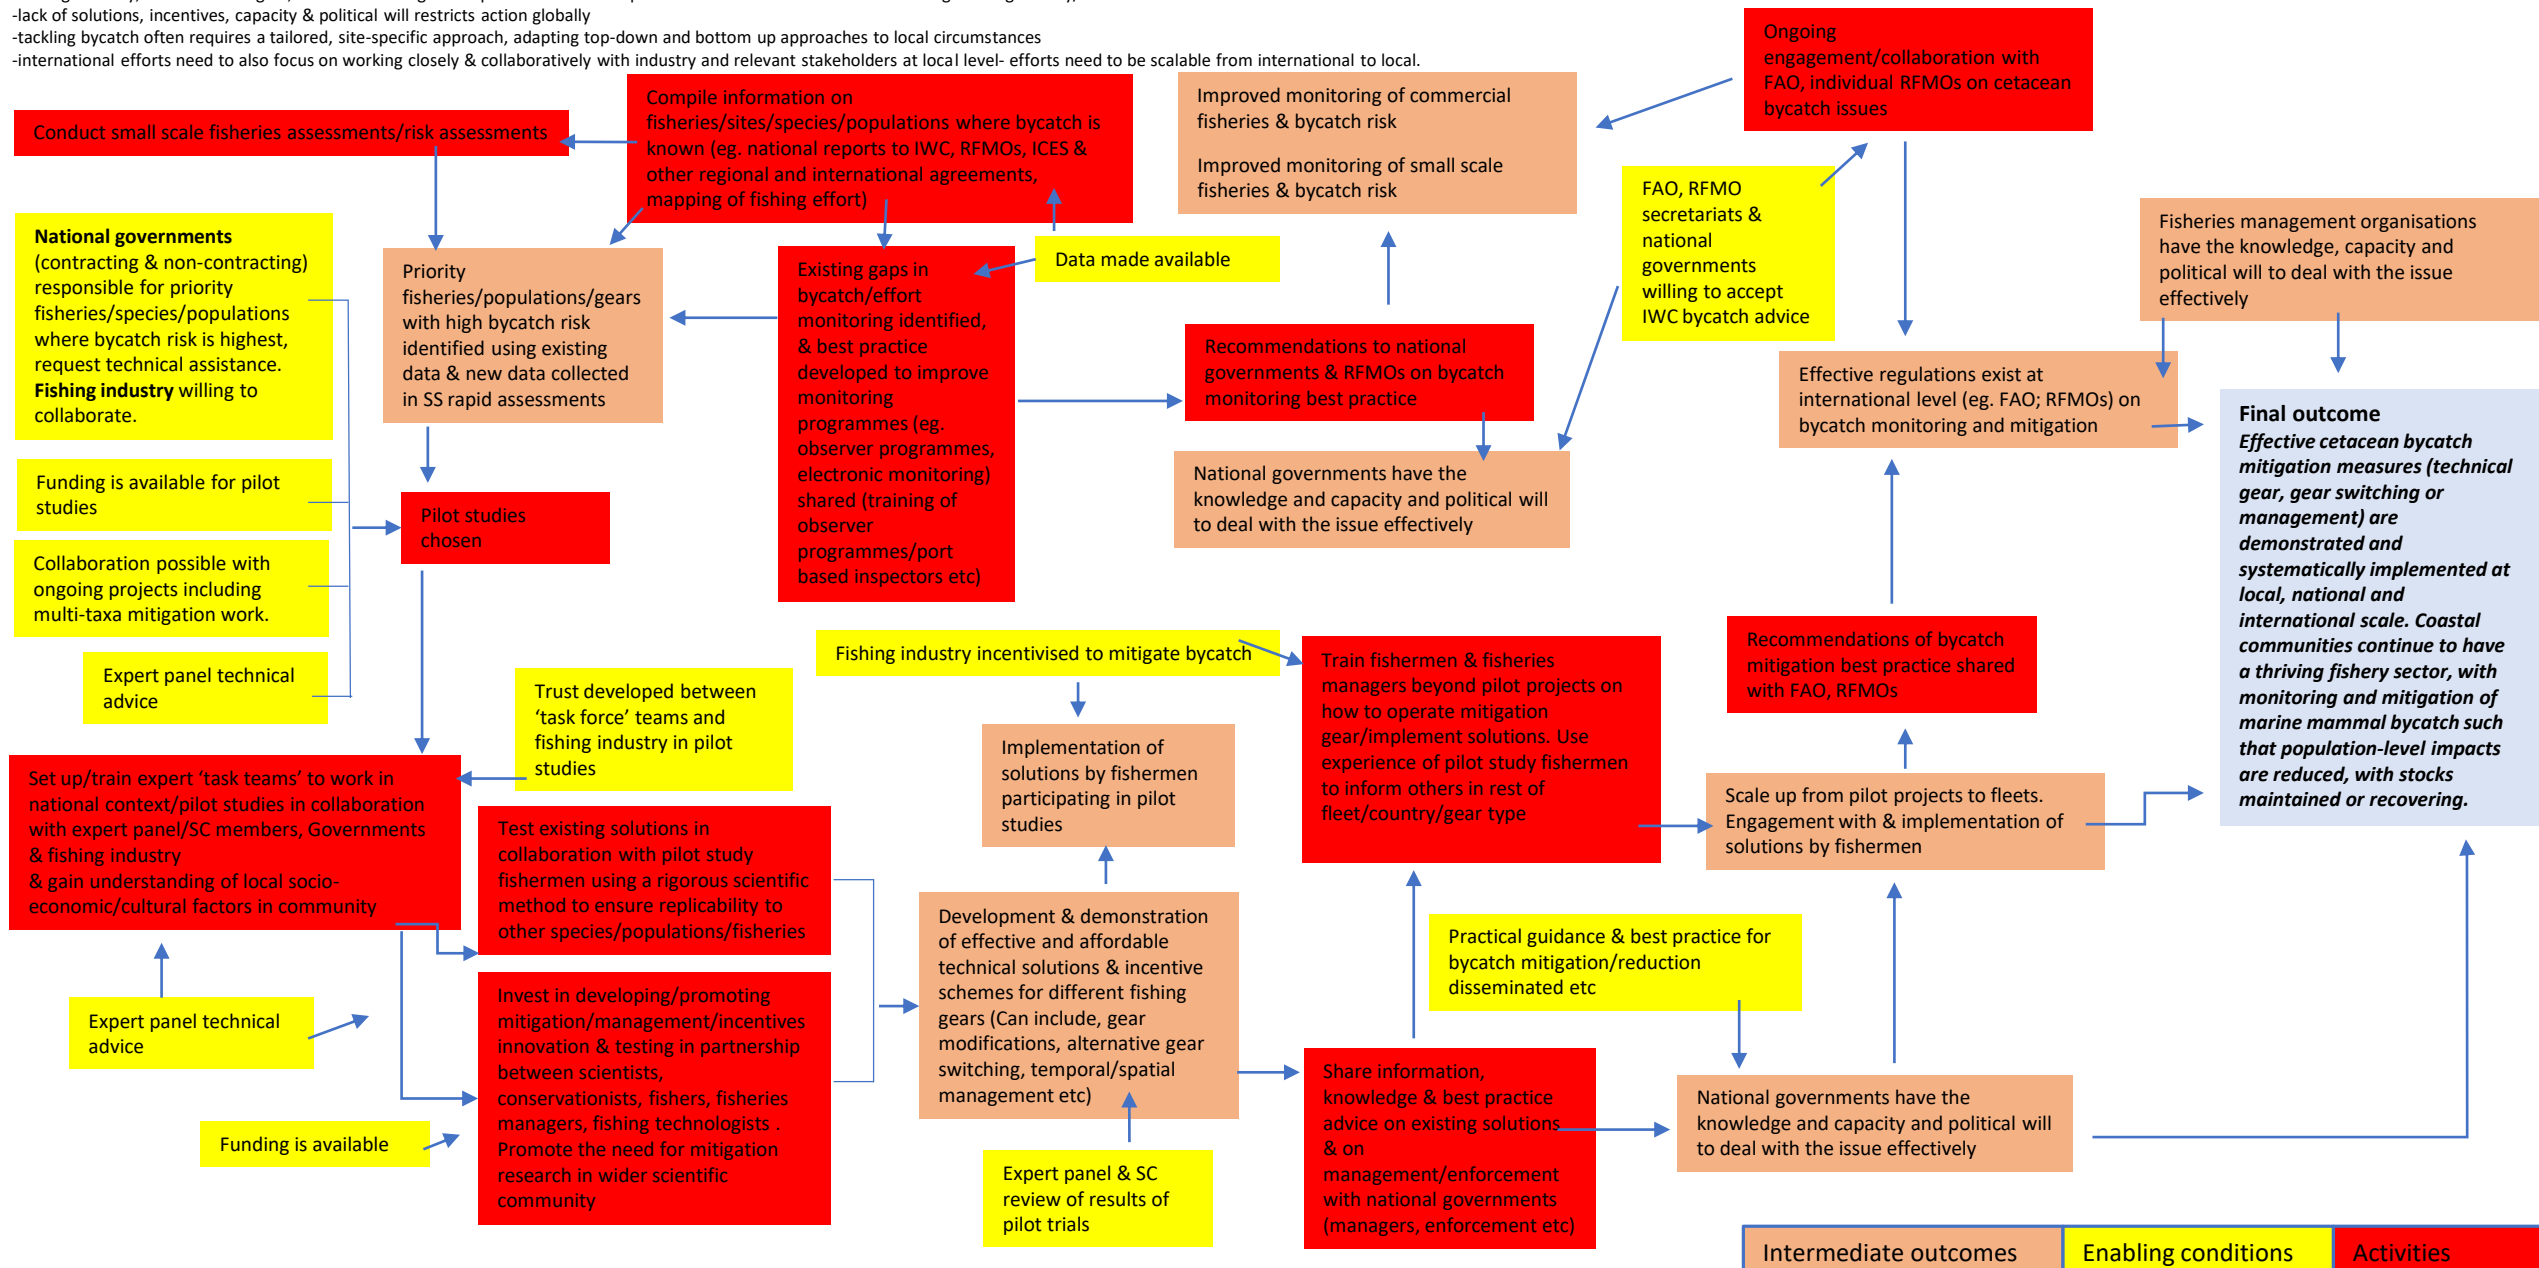 -lack of solutions, incentives, capacity & political will restricts action globally
-tackling bycatch often requires a tailored, site-specific approach, adapting top-down and bottom up approaches to local circumstances
-international efforts need to also focus on working closely & collaboratively with industry and relevant stakeholders at local level- efforts need to be scalable from international to local.
Conduct small scale fisheries assessments/risk assessments
Compile information on
fisheries/sites/species/populations where bycatch is
known (eg. national reports to IWC, RFMOs, ICES &
other regional and international agreements,
mapping of fishing effort)
Improved monitoring of commercial
fisheries & bycatch risk
Improved monitoring of small scale
fisheries & bycatch risk
Ongoing
engagement/collaboration with
FAO, individual RFMOs on cetacean
bycatch issues
FAO, RFMO
secretariats &
national
governments
willing to accept
IWC bycatch advice
Fisheries management organisations
have the knowledge, capacity and
political will to deal with the issue
effectively
National governments
(contracting & non-contracting)
responsible for priority
fisheries/species/populations
where bycatch risk is highest,
request technical assistance.
Fishing industry willing to
collaborate.
Priority
fisheries/populations/gears
with high bycatch risk
identified using existing
data & new data collected
in SS rapid assessments
Existing gaps in
bycatch/effort
monitoring identified,
& best practice
developed to improve
monitoring
programmes (eg.
observer programmes,
electronic monitoring)
shared (training of
observer
programmes/port
based inspectors etc)
Data made available
Recommendations to national
governments & RFMOs on bycatch
monitoring best practice
National governments have the
knowledge and capacity and political will
to deal with the issue effectively
Effective regulations exist at
international level (eg. FAO; RFMOs) on
bycatch monitoring and mitigation
Final outcome
Effective cetacean bycatch
mitigation measures (technical
gear, gear switching or
management) are
demonstrated and
systematically implemented at
local, national and
international scale. Coastal
communities continue to have
a thriving fishery sector, with
monitoring and mitigation of
marine mammal bycatch such
that population-level impacts
are reduced, with stocks
maintained or recovering.
Funding is available for pilot
studies
Pilot studies
chosen
Collaboration possible with
ongoing projects including
multi-taxa mitigation work.
Expert panel technical
advice
Trust developed between
‘task force’ teams and
fishing industry in pilot
studies
Fishing industry incentivised to mitigate bycatch
Implementation of
solutions by fishermen
participating in pilot
studies
Train fishermen & fisheries
managers beyond pilot projects on
how to operate mitigation
gear/implement solutions. Use
experience of pilot study fishermen
to inform others in rest of
fleet/country/gear type
Recommendations of bycatch
mitigation best practice shared
with FAO, RFMOs
Scale up from pilot projects to fleets.
Engagement with & implementation of
solutions by fishermen
Set up/train expert ‘task teams’ to work in
national context/pilot studies in collaboration
with expert panel/SC members, Governments
& fishing industry
& gain understanding of local socio-
economic/cultural factors in community
Test existing solutions in
collaboration with pilot study
fishermen using a rigorous scientific
method to ensure replicability to
other species/populations/fisheries
Development & demonstration
of effective and affordable
technical solutions & incentive
schemes for different fishing
gears (Can include, gear
modifications, alternative gear
switching, temporal/spatial
management etc)
Practical guidance & best practice for
bycatch mitigation/reduction
disseminated etc
Expert panel technical
advice
Invest in developing/promoting
mitigation/management/incentives
innovation & testing in partnership
between scientists,
conservationists, fishers, fisheries
managers, fishing technologists .
Promote the need for mitigation
research in wider scientific
community
Funding is available
Expert panel & SC
review of results of
pilot trials
Share information,
knowledge & best practice
advice on existing solutions
& on
management/enforcement
with national governments
(managers, enforcement etc)
National governments have the
knowledge and capacity and political will
to deal with the issue effectively
Intermediate outcomes
Enabling conditions
Activities